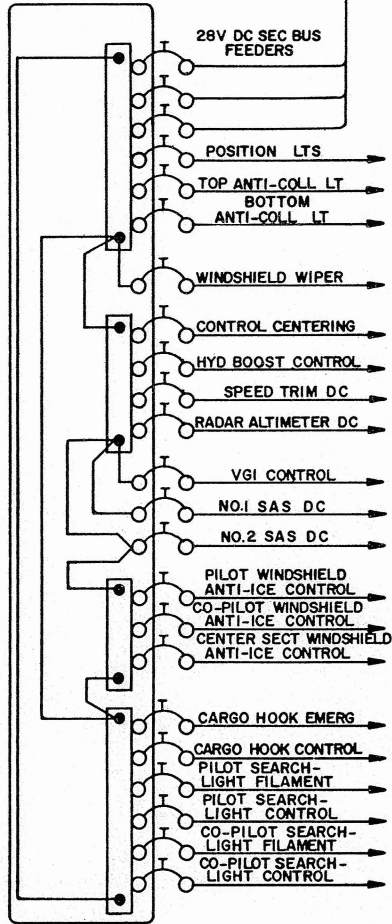 28V DC SEC BUS
FEEDERS
POSITION LTS
TOP ANTI-COLL LT
BOTTOM
ANTI-COLL LT
WINDSHIELD WIPER
CONTROL CENTERING
HYD BOOST CONTROL
SPEED TRIM DC
RADAR ALTIMETER DC
VGI CONTROL
NO.1 SAS DC
NO.2 SAS DC
PILOT WINDSHIELD
ANTI-ICE CONTROL
CO-PILOT WINDSHIELD
ANTI-ICE CONTROL
CENTER SECT WINDSHIELD
ANTI-ICE CONTROL
CARGO HOOK EMERG
CARGO HOOK CONTROL
PILOT SEARCH-
LIGHT FILAMENT
PILOT SEARCH-
LIGHT CONTROL
CO-PILOT SEARCH-
LIGHT FILAMENT
CO-PILOT SEARCH-
LIGHT CONTROL